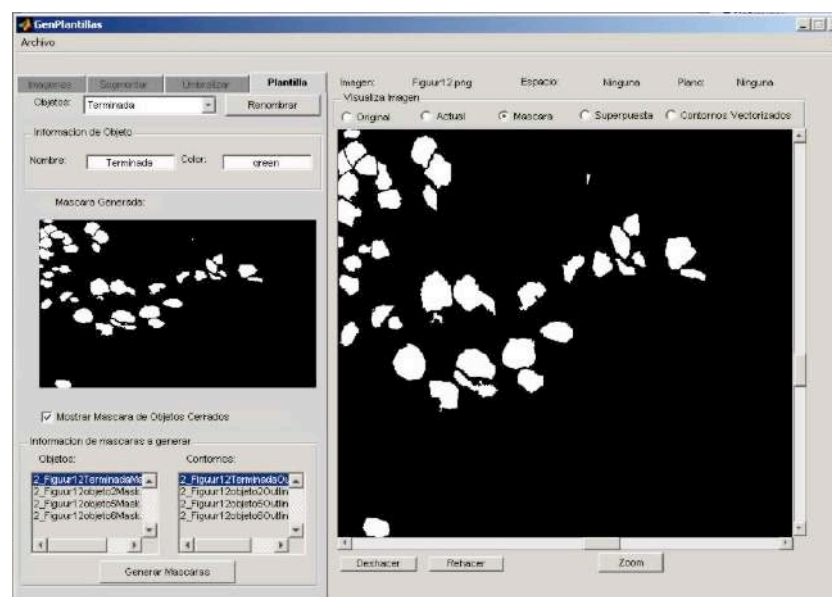 GenPlantillas
Archivo
Imagenes Segmentar Umbralizar Plantilla
Objetos: Terminada Renombrar
Informacion de Objeto
Nombre: Terminada Color: green
Mascara Generada:
Mostrar Mascara de Objetos Cerrados
Informacion de mascaras a generar
Objetos: Contornos:
2_Figuur12TerminadaMa 2_Figuur12TerminadaOu
2_Figuur12objeto2Mask. 2_Figuur12objeto2Outlin
2_Figuur12objeto5Mask. 2_Figuur12objeto5Outlin
2_Figuur12objeto6Mask. 2_Figuur12objeto6Outlin
Generar Mascaras
Imagen: Figuur12.png Espacio: Ninguna Plano: Ninguna
Visualiza Imagen
Original Actual Mascara Superpuesta Contornos Vectorizados
Deshacer Rehacer Zoom